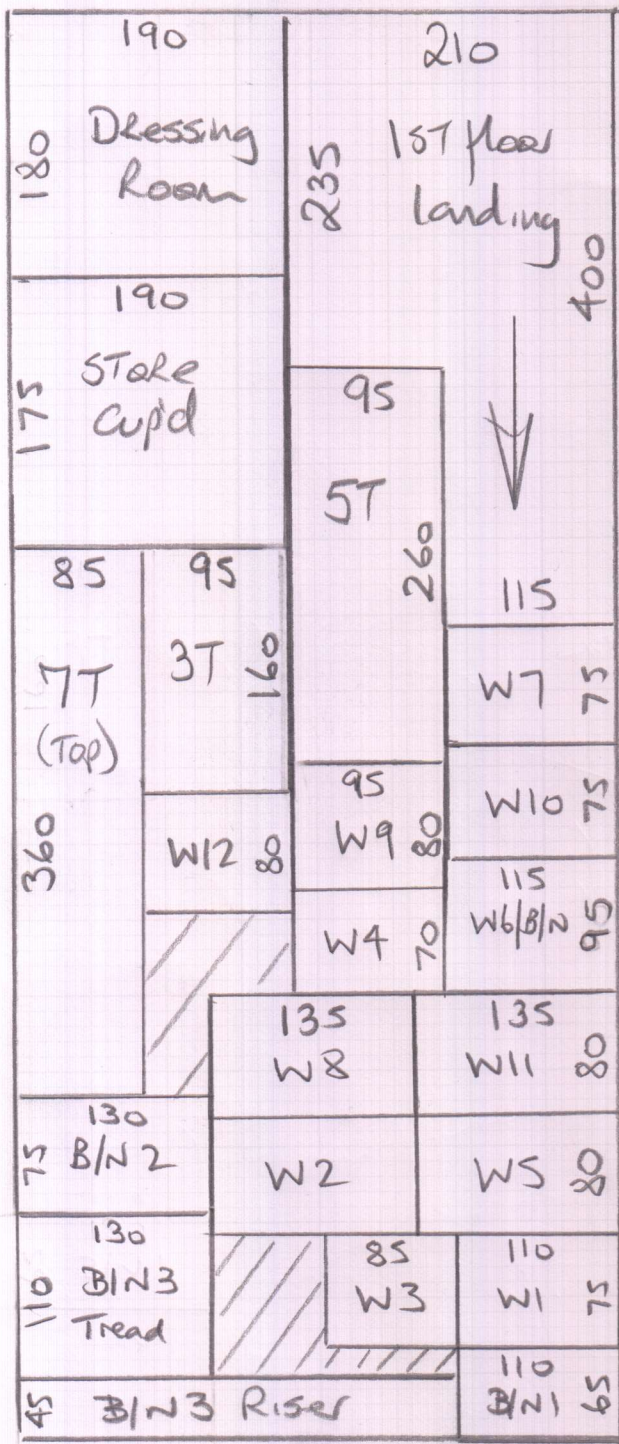 190
180
Dressing
Room
210
235
1ST floor
landing
400
190
175
STORE
Cup'd
95
5T
260
115
85
7T
(Top)
360
95
3T
160
W7 75
W10 75
95
W9 80
W12 80
115
W6/B/N 95
W4 70
135
W8
135
W11 80
130
75 B/N 2
W2
W5 80
130
110 B/N3
Tread
85
W3
110
W1 75
45 B/N3 Riser
110
B/N1 65